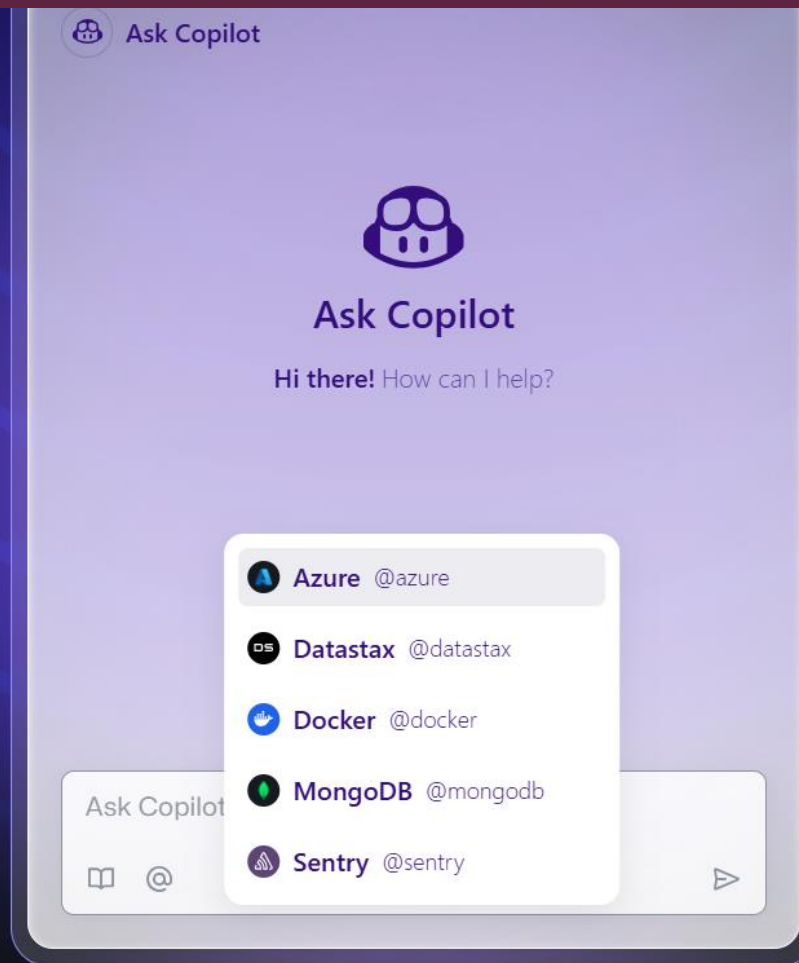 Ask Copilot
Ask Copilot
Hi there! How can I help?
Azure @azure
DS Datastax @datastax
Docker @docker
MongoDB @mongodb
Sentry @sentry
Ask Copilot
@